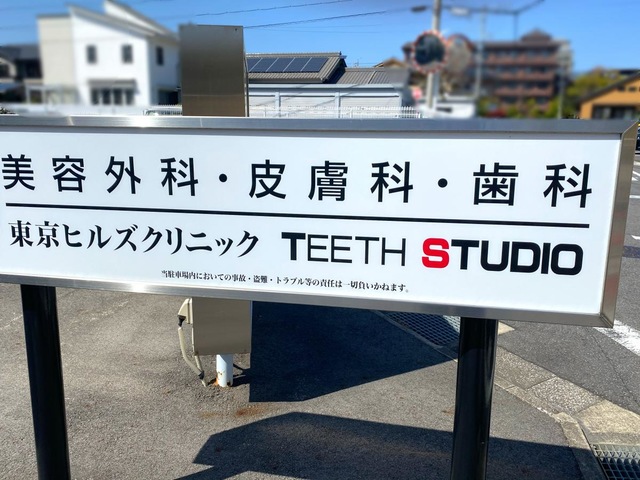 美容外科・皮膚科・歯科
東京ヒルズクリニック TEETH STUDIO
当駐車場内においての事故・盗難・トラブル等の責任は一切負いかねます。